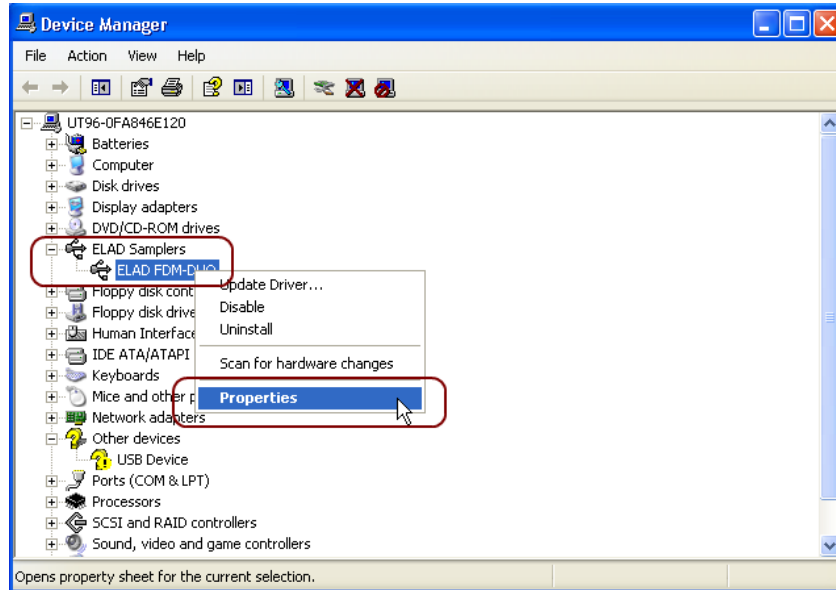 Device Manager
File Action View Help
UT96-0FA846E120
Batteries
Computer
Disk drives
Display adapters
DVD/CD-ROM drives
ELAD Samplers
ELAD FDM-DUO
Update Driver...
Floppy disk cont
Disable
Floppy disk drive
Uninstall
Human Interface
IDE ATA/ATAPI
Scan for hardware changes
Keyboards
Mice and other p
Properties
Network adapters
Other devices
USB Device
Ports (COM & LPT)
Processors
SCSI and RAID controllers
Sound, video and game controllers
Opens property sheet for the current selection.